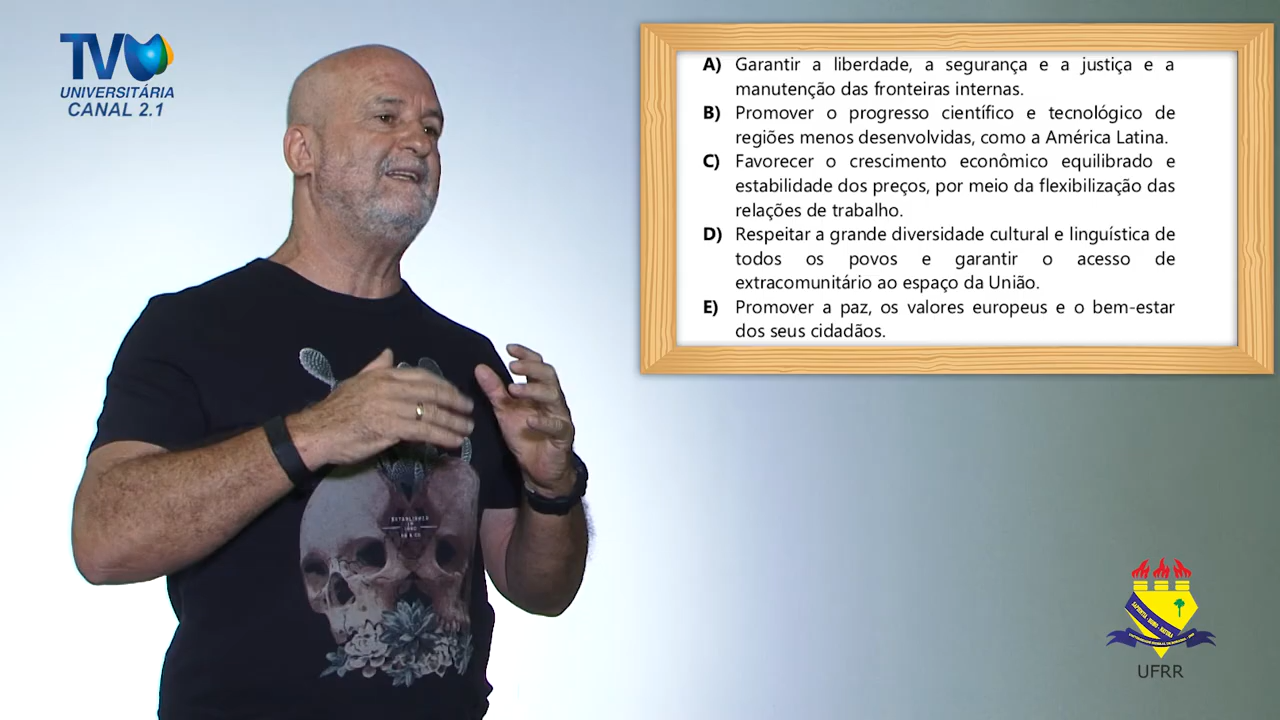 TVU
UNIVERSITÁRIA
CANAL 2.1
A) Garantir a liberdade, a segurança e a justiça e a
manutenção das fronteiras internas.
B) Promover o progresso científico e tecnológico de
regiões menos desenvolvidas, como a América Latina.
C) Favorecer o crescimento econômico equilibrado e
estabilidade dos preços, por meio da flexibilização das
relações de trabalho.
D) Respeitar a grande diversidade cultural e linguística de
todos os povos e garantir o acesso de
extracomunitário ao espaço da União.
E) Promover a paz, os valores europeus e o bem-estar
dos seus cidadãos.
ESTABLISHED
UFRR